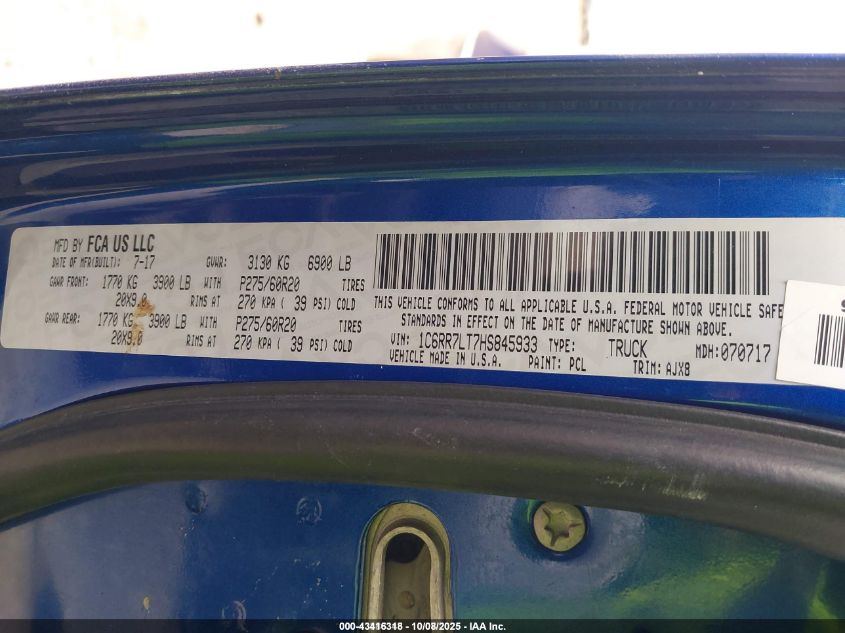 MFD BY FCA US LLC
DATE OF MFR(BUILT): 7-17 GVWR: 3130 KG 6900 LB
GAWR FRONT: 1770 KG 3900 LB WITH P275/60R20 TIRES
20X9.0 RIMS AT 270 KPA ( 39 PSI) COLD
GAWR REAR: 1770 KG 3900 LB WITH P275/60R20 TIRES
20X9.0 RIMS AT 270 KPA ( 39 PSI) COLD
THIS VEHICLE CONFORMS TO ALL APPLICABLE U.S.A. FEDERAL MOTOR VEHICLE SAFE
STANDARDS IN EFFECT ON THE DATE OF MANUFACTURE SHOWN ABOVE.
VIN: 1C6RR7LT7HS845933 TYPE: TRUCK MDH:070717
VEHICLE MADE IN U.S.A. PAINT: PCL TRIM: AJX8
000-43416318 - 10/08/2025 - IAA Inc.